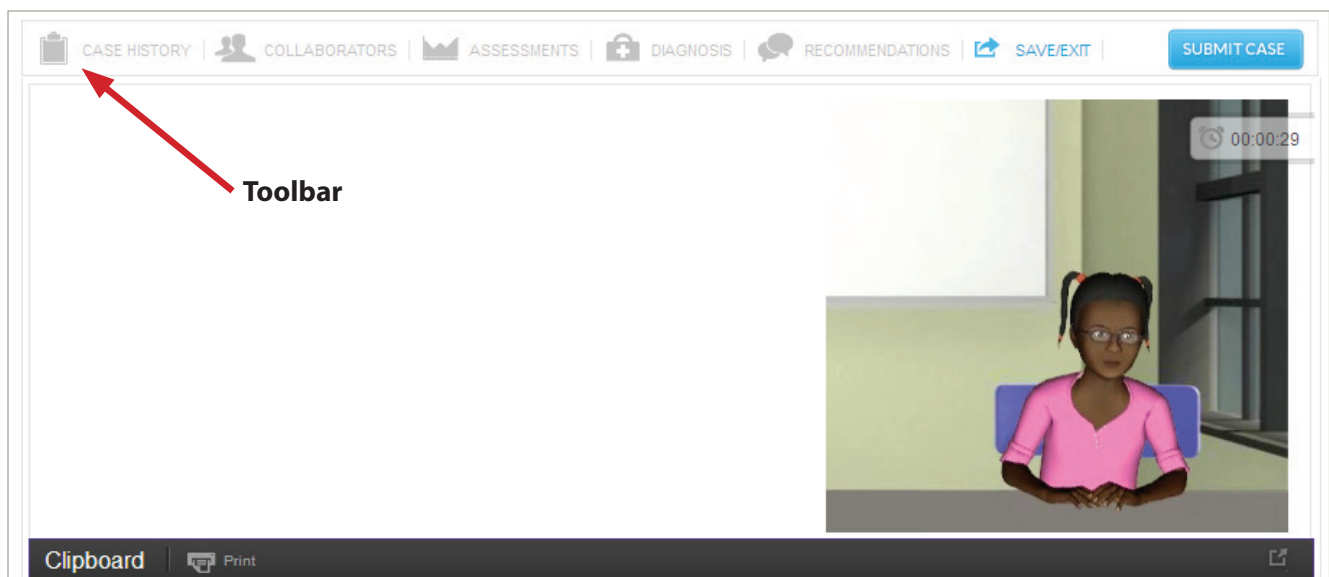 CASE HISTORY COLLABORATORS ASSESSMENTS DIAGNOSIS RECOMMENDATIONS SAVE/EXIT SUBMIT CASE
00:00:29
Toolbar
Clipboard Print